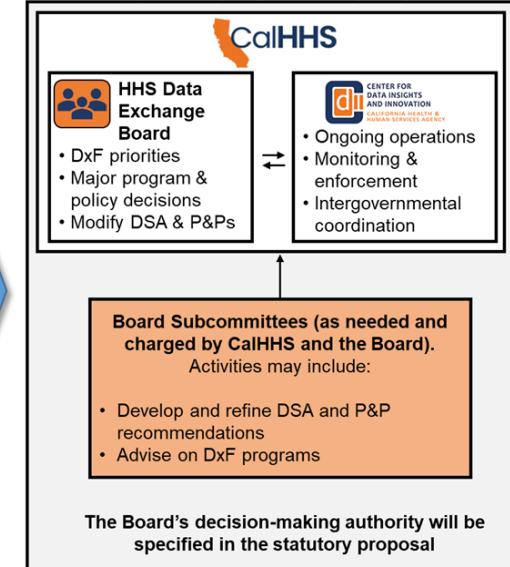 CalHHS
HHS Data
Exchange
Board
• DxF priorities
• Major program &
policy decisions
• Modify DSA & P&Ps
CENTER FOR
DATA INSIGHTS
AND INNOVATION
CALIFORNIA HEALTH &
HUMAN SERVICES AGENCY
• Ongoing operations
• Monitoring &
enforcement
• Intergovernmental
coordination
Board Subcommittees (as needed and
charged by CalHHS and the Board).
Activities may include:
• Develop and refine DSA and P&P
recommendations
• Advise on DxF programs
The Board’s decision-making authority will be
specified in the statutory proposal